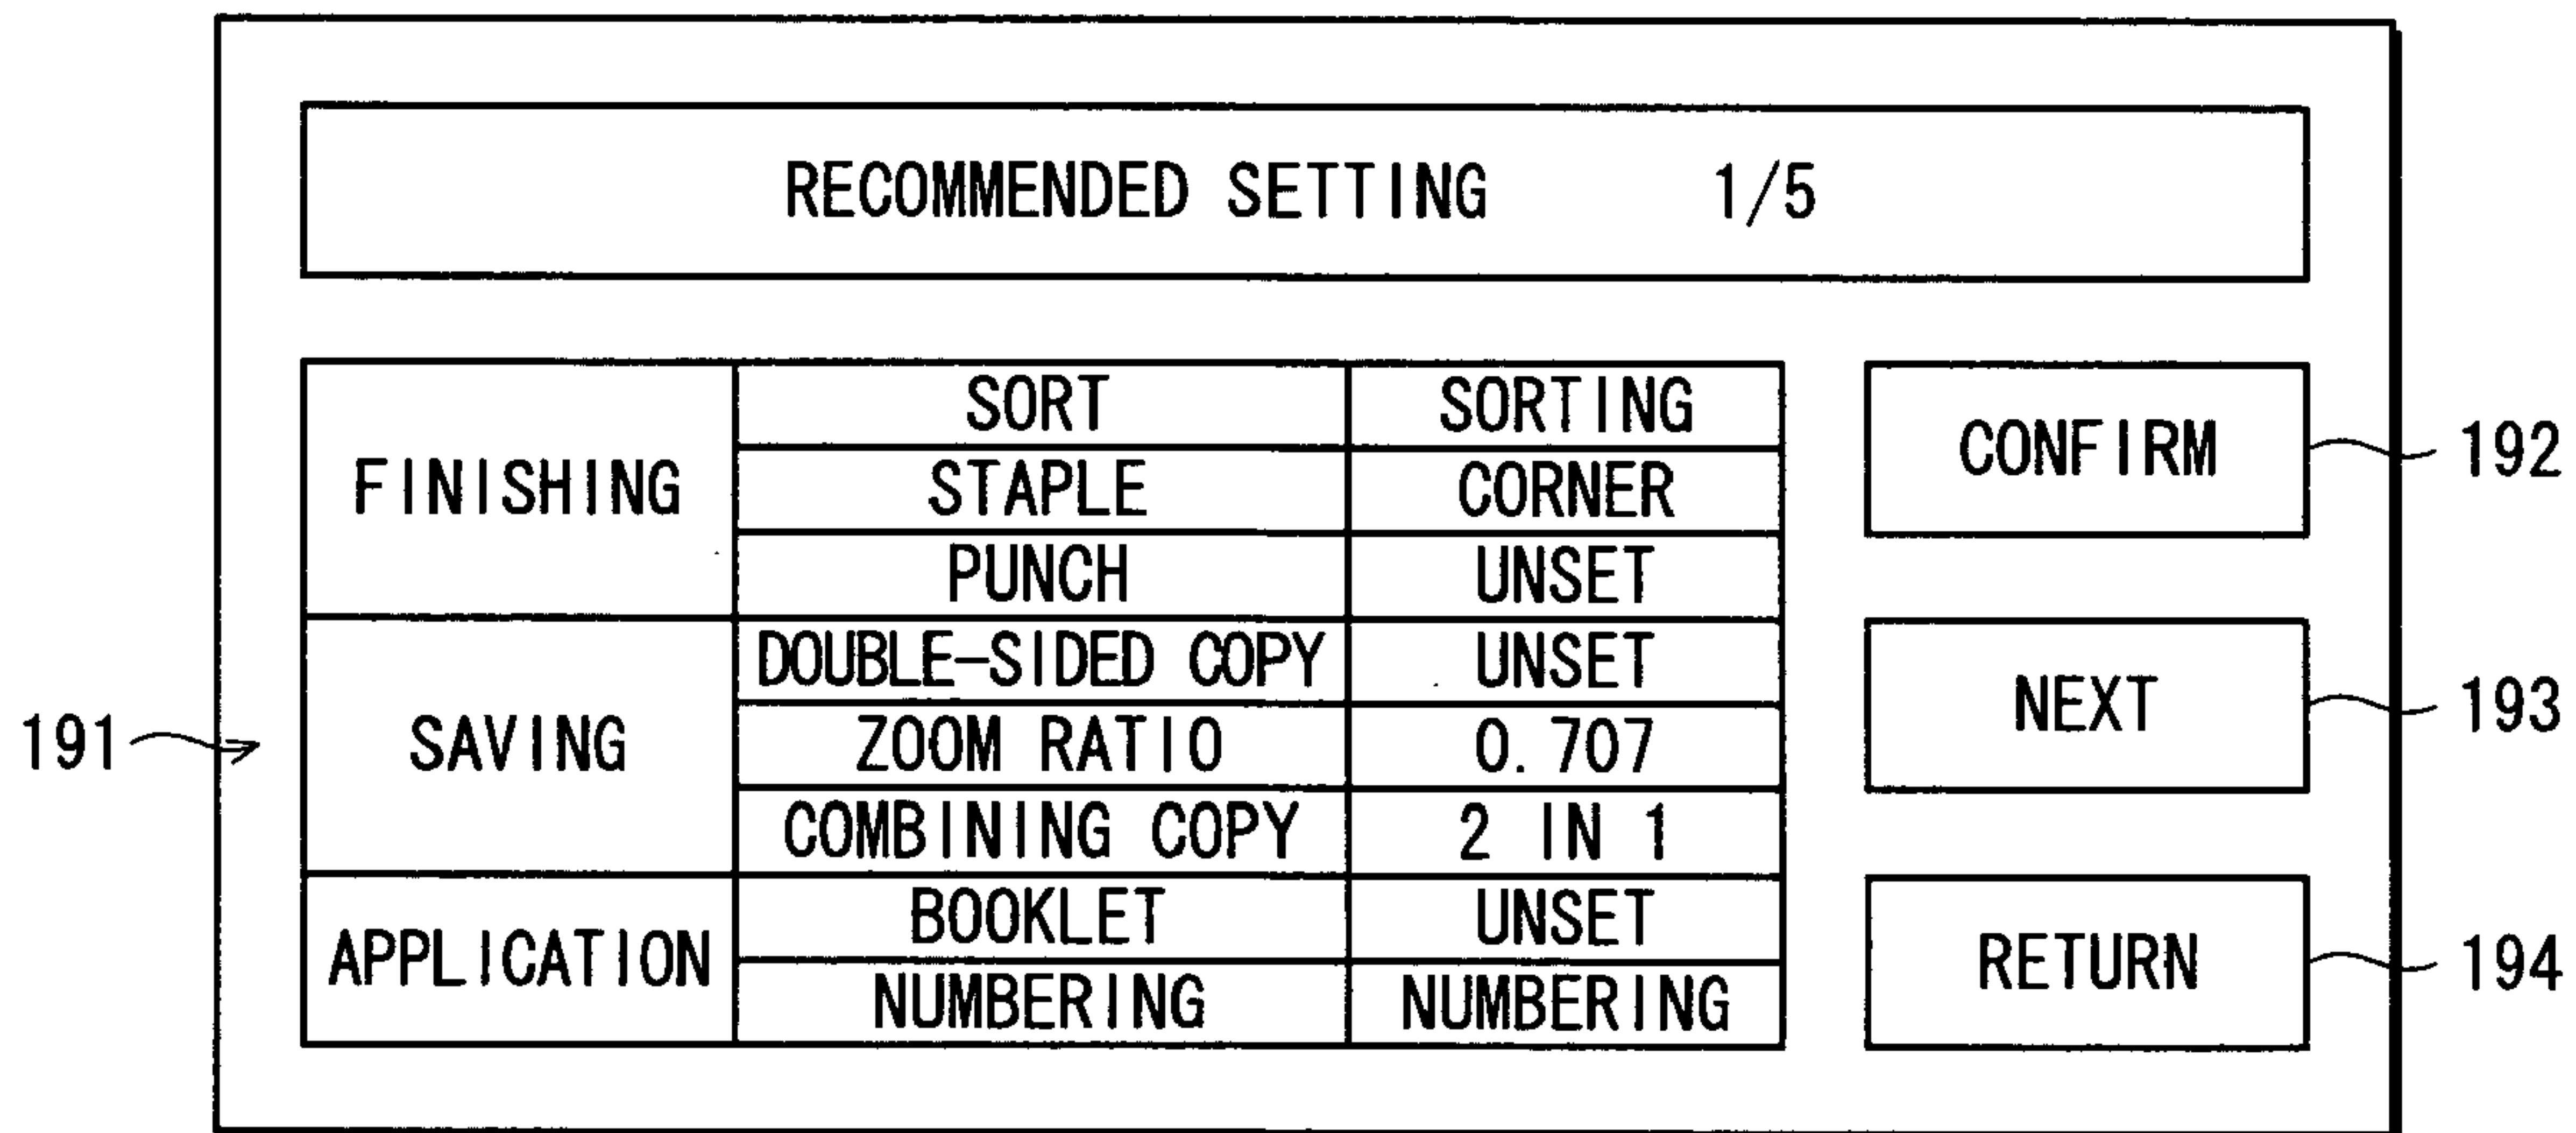 RECOMMENDED SETTING 1/5
FINISHING
SORT SORTING
STAPLE CORNER
PUNCH UNSET
SAVING
DOUBLE-SIDED COPY UNSET
ZOOM RATIO 0.707
COMBINING COPY 2 IN 1
APPLICATION
BOOKLET UNSET
NUMBERING NUMBERING
CONFIRM
NEXT
RETURN
191
192
193
194